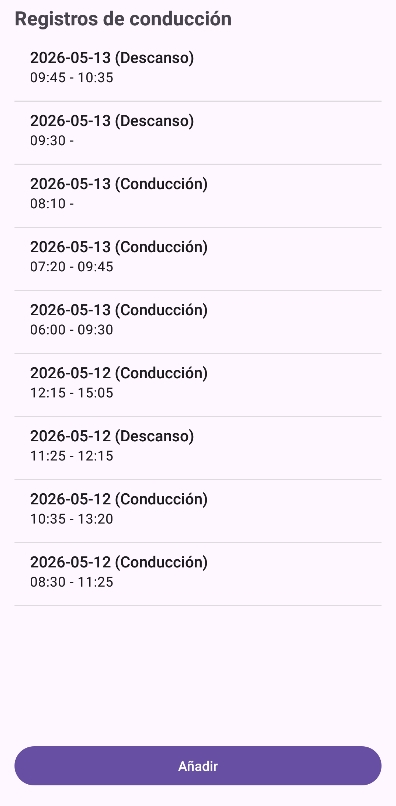 Registros de conducción
2026-05-13 (Descanso)
09:45 - 10:35
2026-05-13 (Descanso)
09:30 -
2026-05-13 (Conducción)
08:10 -
2026-05-13 (Conducción)
07:20 - 09:45
2026-05-13 (Conducción)
06:00 - 09:30
2026-05-12 (Conducción)
12:15 - 15:05
2026-05-12 (Descanso)
11:25 - 12:15
2026-05-12 (Conducción)
10:35 - 13:20
2026-05-12 (Conducción)
08:30 - 11:25
Añadir